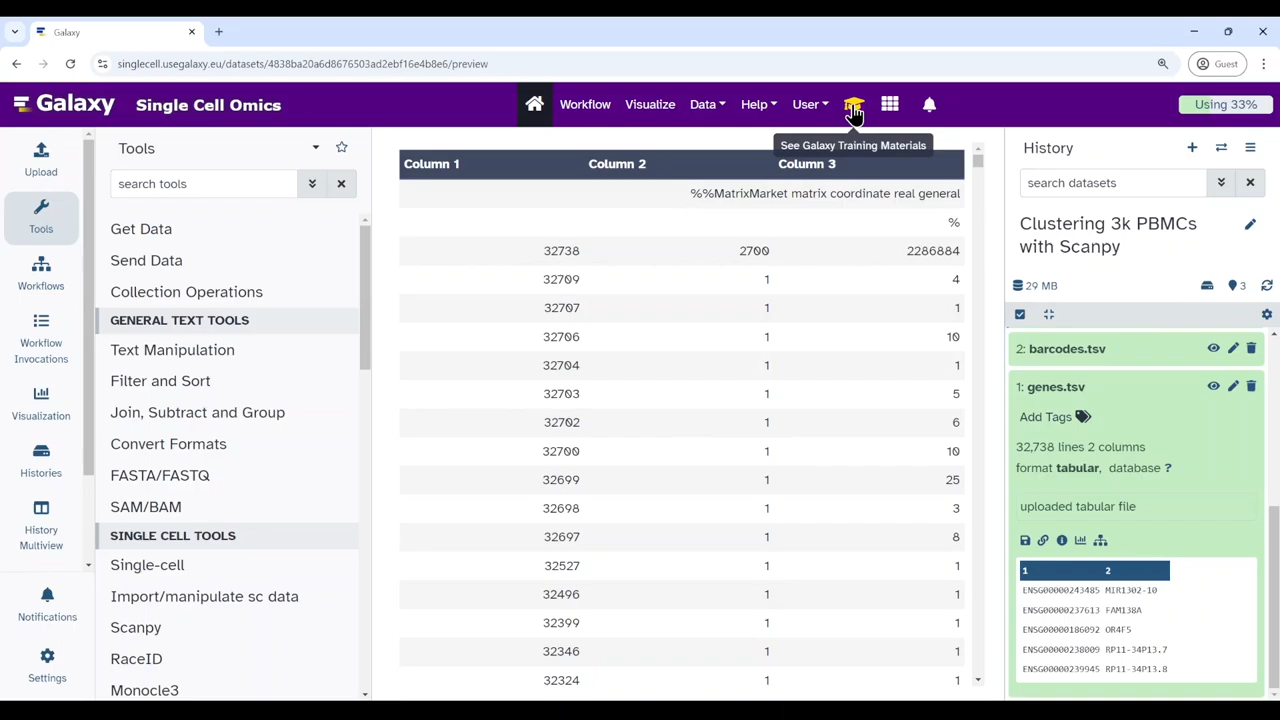 Galaxy
singlecell.usegalaxy.eu/datasets/4838ba20a6d8676503ad2ebf16e4b8e6/preview
Guest
Galaxy
Single Cell Omics
Workflow
Visualize
Data
Help
User
Using 33%
See Galaxy Training Materials
Upload
Tools
Workflows
Workflow
Invocations
Visualization
Histories
History
Multiview
Notifications
Settings
Tools
search tools
Get Data
Send Data
Collection Operations
GENERAL TEXT TOOLS
Text Manipulation
Filter and Sort
Join, Subtract and Group
Convert Formats
FASTA/FASTQ
SAM/BAM
SINGLE CELL TOOLS
Single-cell
Import/manipulate sc data
Scanpy
RaceID
Monocle3
Column 1 Column 2 Column 3
%%MatrixMarket matrix coordinate real general
%
32738 2700 2286884
32709 1 4
32707 1 1
32706 1 10
32704 1 1
32703 1 5
32702 1 6
32700 1 10
32699 1 25
32698 1 3
32697 1 8
32527 1 1
32496 1 1
32399 1 1
32346 1 1
32324 1 1
History
search datasets
Clustering 3k PBMCs
with Scanpy
29 MB
3
2: barcodes.tsv
1: genes.tsv
Add Tags
32,738 lines 2 columns
format tabular, database ?
uploaded tabular file
1 2
ENSG00000243485 MIR1302-10
ENSG00000237613 FAM138A
ENSG00000186092 OR4F5
ENSG00000238009 RP11-34P13.7
ENSG00000239945 RP11-34P13.8